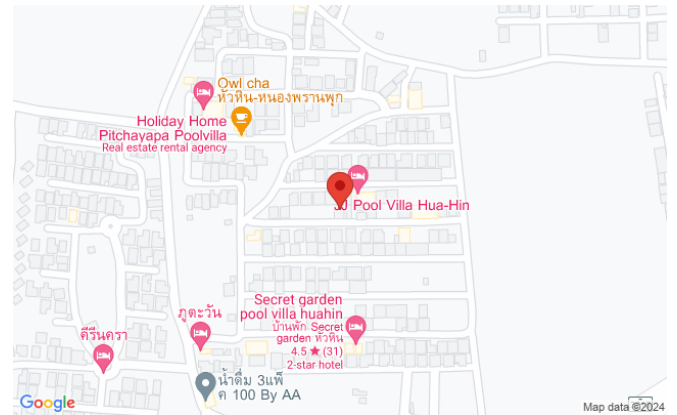 Owl cha
หัวหิน-หนองพรานพุก
Holiday Home
Pitchayapa Poolvilla
Real estate rental agency
Pool Villa Hua-Hin
Secret garden
pool villa huahin
บ้านพัก Secret
garden หัวหิน
4.5 ★ (31)
2-star hotel
ภูตะวัน
คีรีนครา
น้ำดื่ม 3แพ็
ค 100 By AA
Google
Map data ©2024